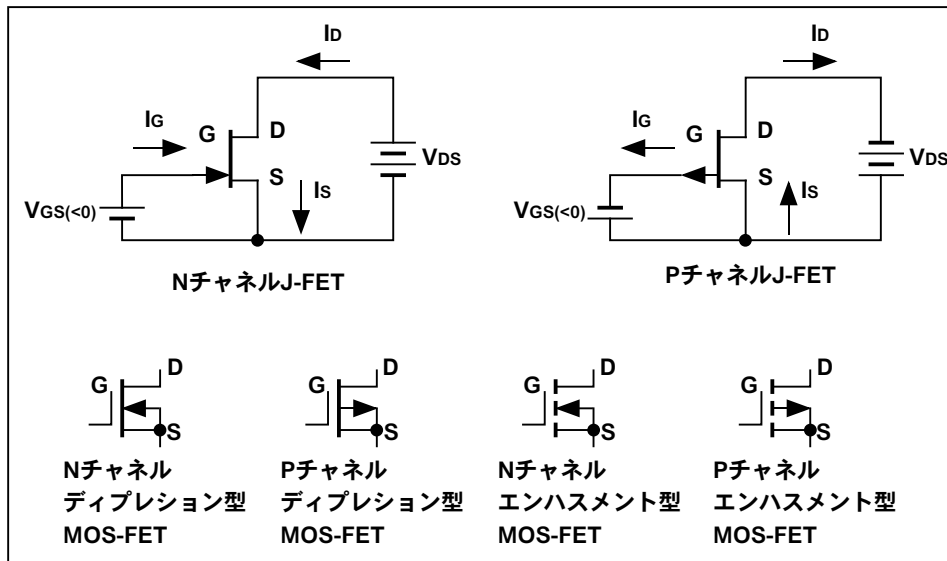 ID
IG
G
D
S
IS
VDS
VGS(<0)
NチャネルJ-FET
ID
IG
G
D
S
IS
VDS
VGS(<0)
PチャネルJ-FET
G
D
S
Nチャネル
ディプレション型
MOS-FET
G
D
S
Pチャネル
ディプレション型
MOS-FET
G
D
S
Nチャネル
エンハスメント型
MOS-FET
G
D
S
Pチャネル
エンハスメント型
MOS-FET